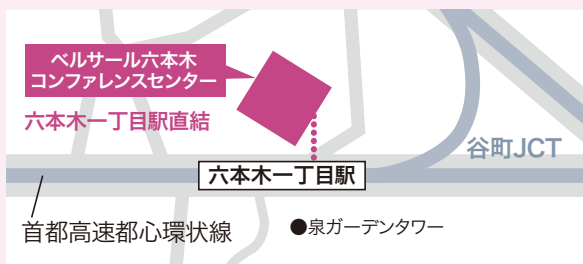 ベルサール六本木
コンファレンスセンター
六本木一丁目駅直結
谷町JCT
六本木一丁目駅
首都高速都心環状線
●泉ガーデンタワー